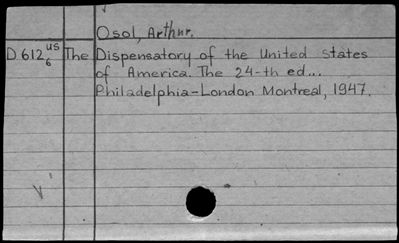 Osol, Arthur.
D 612 us 6 The Dispensatory of the United States
of America. The 24-th ed...
Philadelphia-London Montreal, 1947.
V